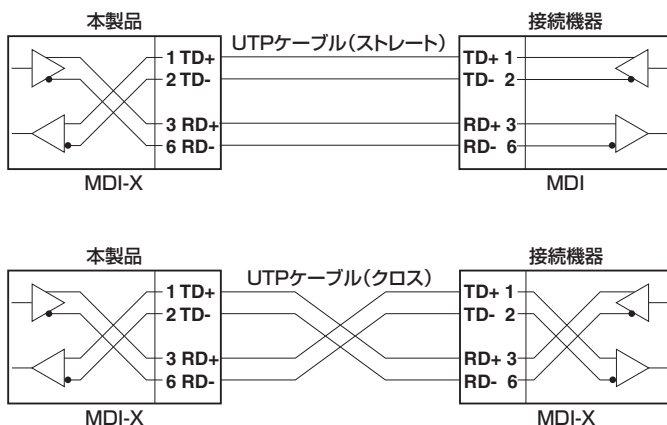 本製品
UTPケーブル(ストレート)
接続機器
1 TD+
2 TD-
3 RD+
6 RD-
TD+ 1
TD- 2
RD+ 3
RD- 6
MDI-X
MDI
本製品
UTPケーブル(クロス)
接続機器
1 TD+
2 TD-
3 RD+
6 RD-
TD+ 1
TD- 2
RD+ 3
RD- 6
MDI-X
MDI-X